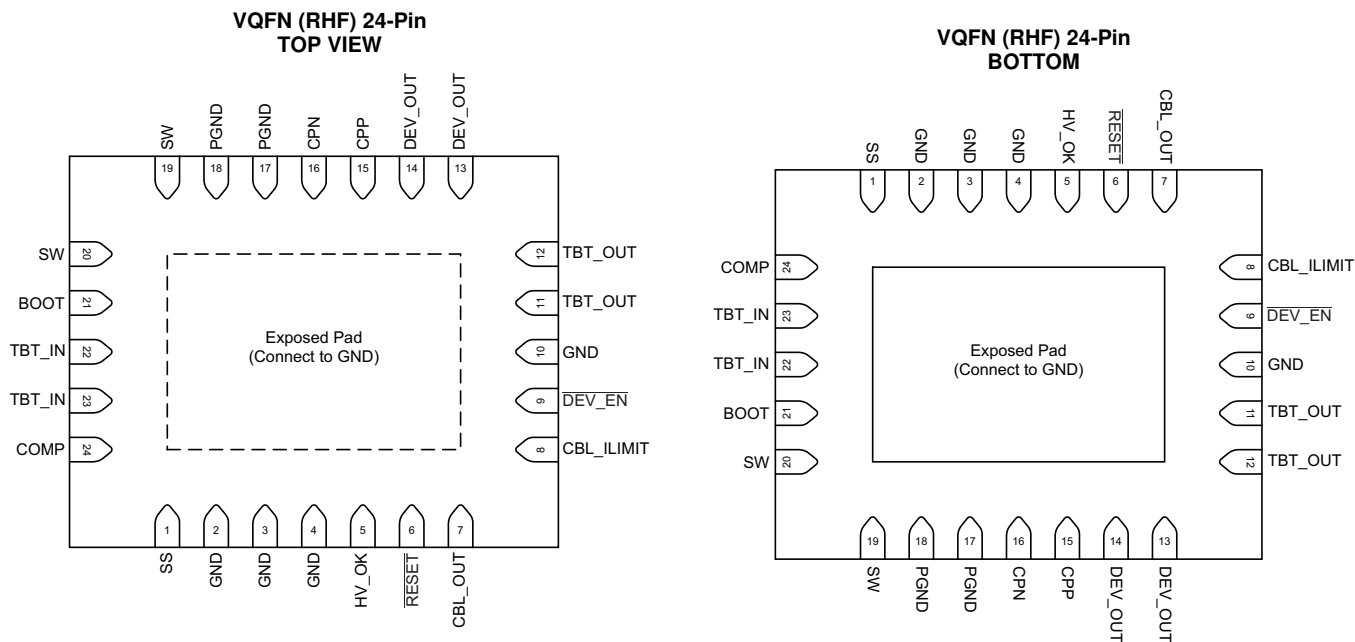 VQFN (RHF) 24-Pin
TOP VIEW
SW
PGND
PGND
CPN
CPP
DEV_OUT
DEV_OUT
19
18
17
16
15
14
13
SW
20
BOOT
21
TBT_IN
22
TBT_IN
23
COMP
24
Exposed Pad
(Connect to GND)
12
TBT_OUT
11
TBT_OUT
10
GND
9
DEV_EN
8
CBL_ILIMIT
1
2
3
4
5
6
7
SS
GND
GND
GND
HV_OK
RESET
CBL_OUT
VQFN (RHF) 24-Pin
BOTTOM
SS
GND
GND
GND
HV_OK
RESET
CBL_OUT
1
2
3
4
5
6
7
COMP
24
TBT_IN
23
TBT_IN
22
BOOT
21
SW
20
Exposed Pad
(Connect to GND)
8
CBL_ILIMIT
9
DEV_EN
10
GND
11
TBT_OUT
12
TBT_OUT
19
18
17
16
15
14
13
SW
PGND
PGND
CPN
CPP
DEV_OUT
DEV_OUT